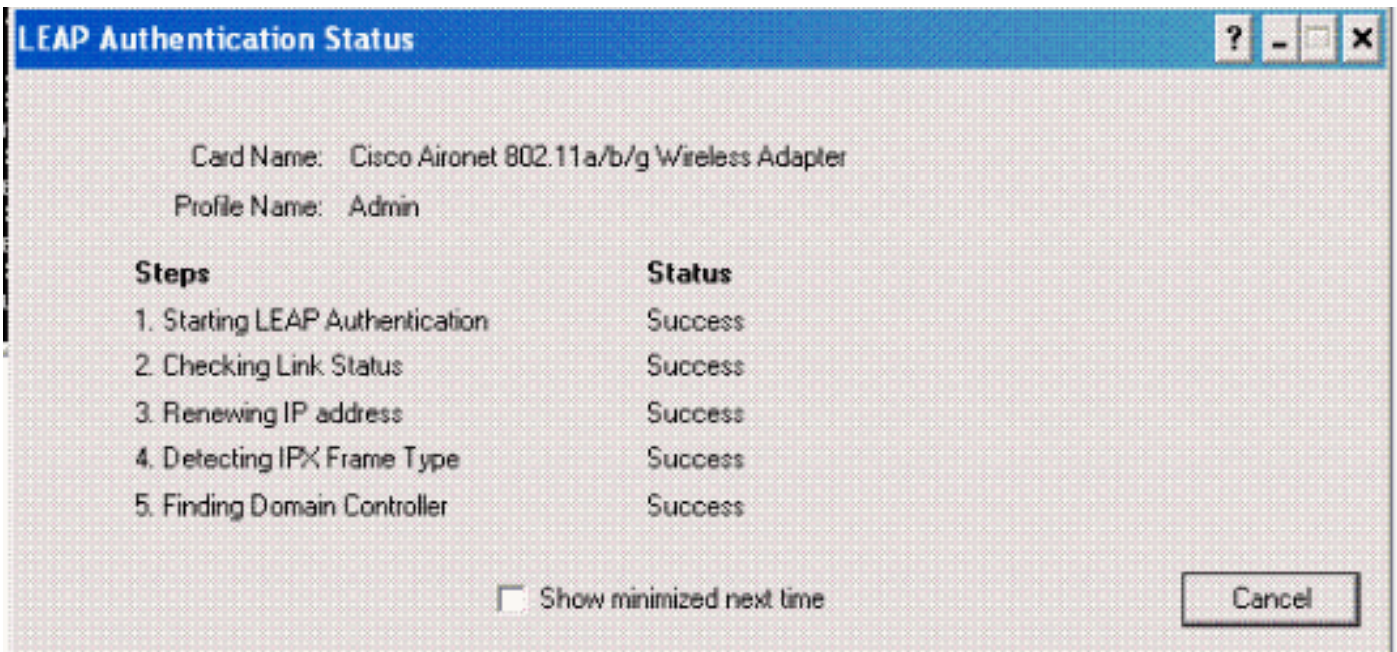 LEAP Authentication Status
Card Name: Cisco Aironet 802.11a/b/g Wireless Adapter
Profile Name: Admin
Steps Status
1. Starting LEAP Authentication Success
2. Checking Link Status Success
3. Renewing IP address Success
4. Detecting IPX Frame Type Success
5. Finding Domain Controller Success
Show minimized next time Cancel